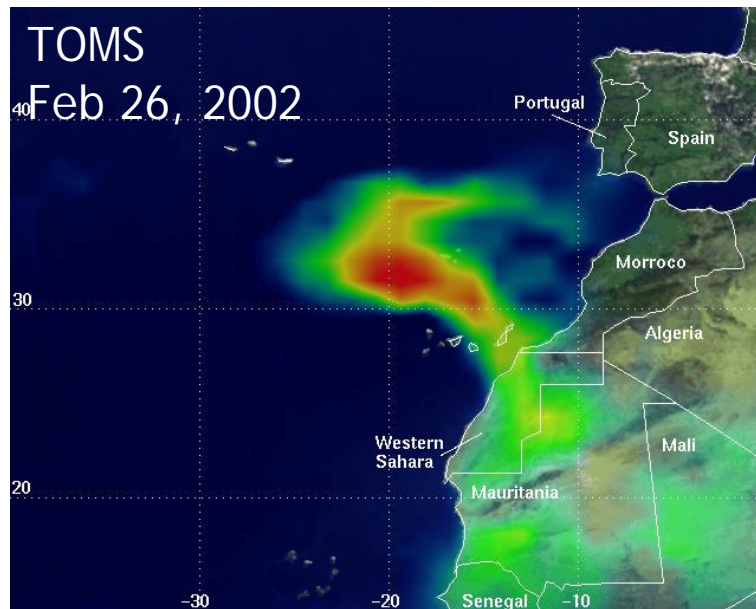 TOMS
Feb 26, 2002
40
Portugal
Spain
Morroco
30
Algeria
Western
Sahara
Mali
Mauritania
20
-30
-20
Senegal
-10